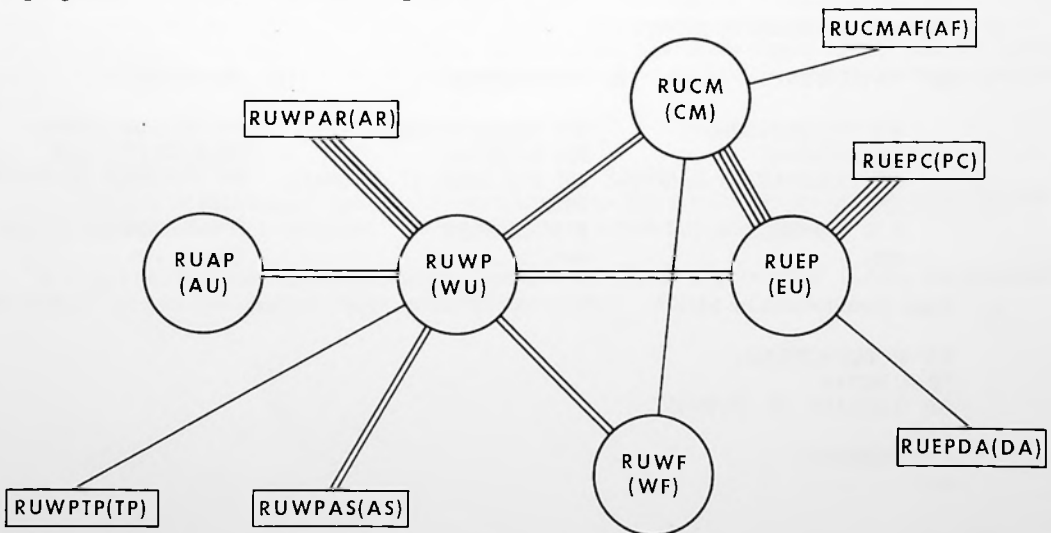 RUCMAF(AF)
RUCM
(CM)
RUWPAR(AR)
RUEPC(PC)
RUAP
(AU)
RUWP
(WU)
RUEP
(EU)
RUWF
(WF)
RUEPDA(DA)
RUWPTP(TP)
RUWPAS(AS)